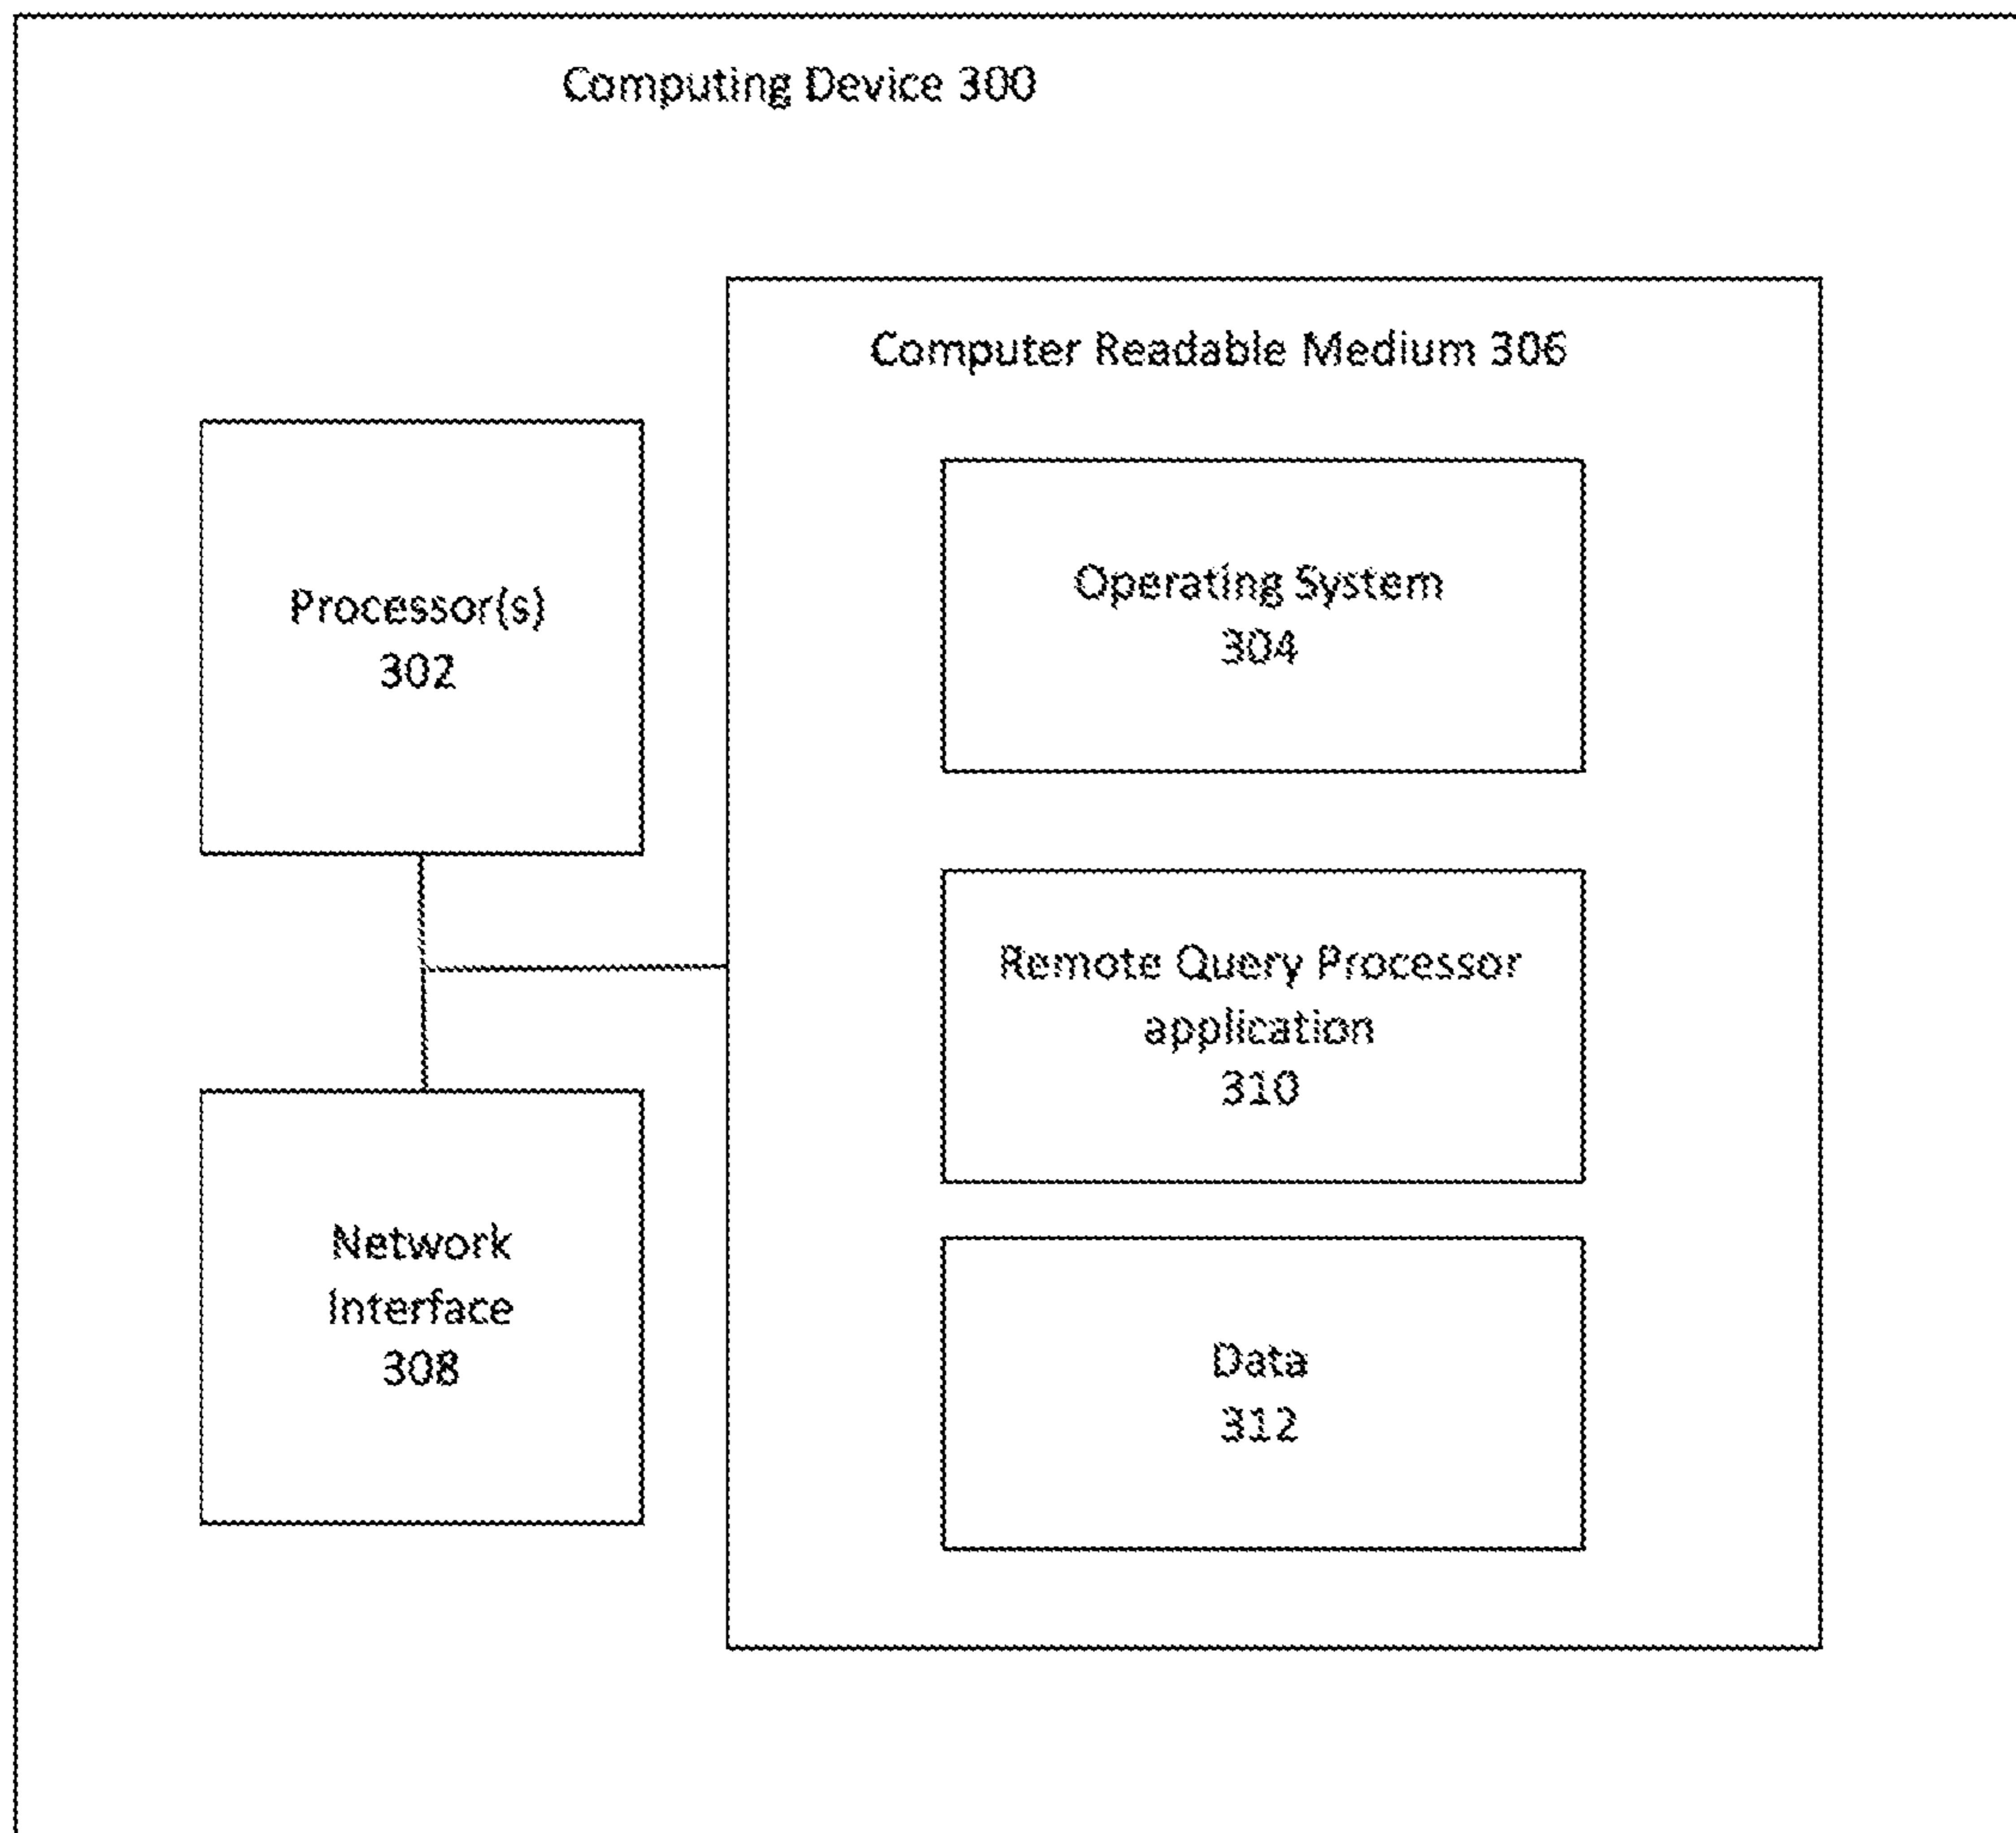 Computing Device 300
Computer Readable Medium 306
Processor(s)
302
Operating System
304
Remote Query Processor
application
310
Network
Interface
308
Data
312